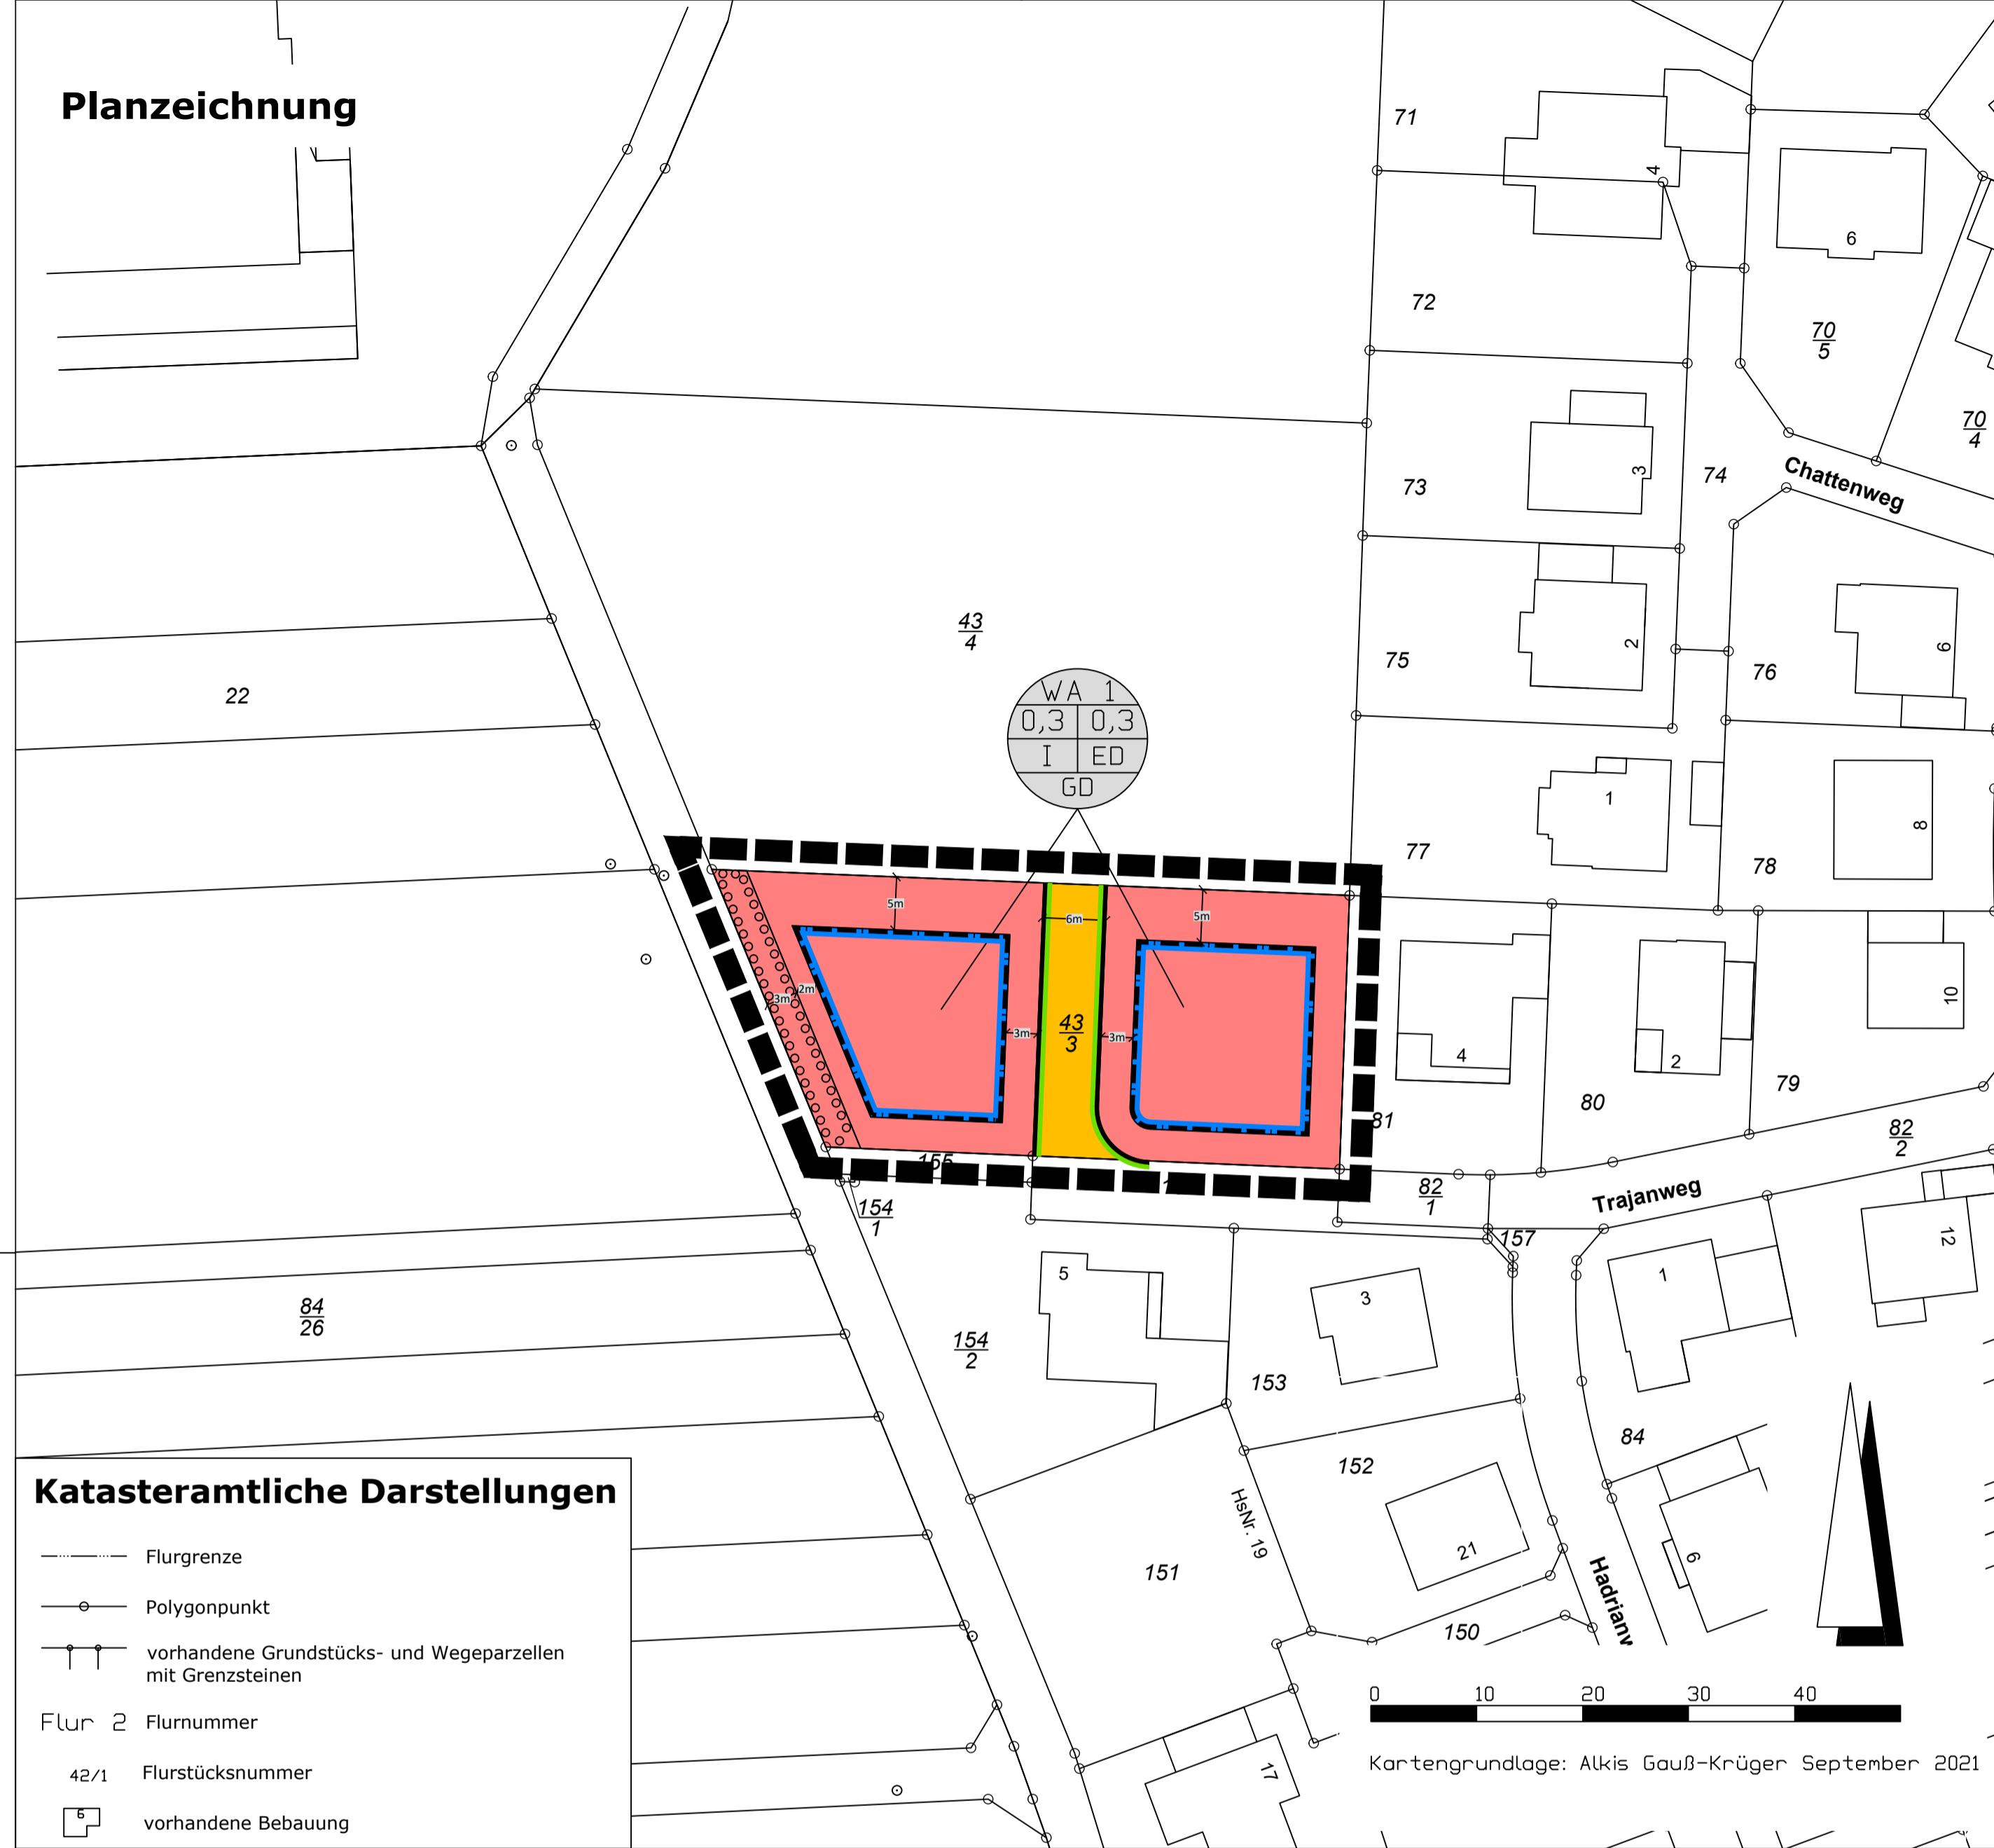 Planzeichnung
71
4
6
72
70
5
70
4
73
3
74
Chattenweg
43
4
75
2
76
6
22
WA 1
0,3 0,3
I ED
GD
77
1
78
8
5m
6m
5m
3m
2m
43
3
3m
3m
4
2
10
81
80
79
82
2
155
154
1
82
1
Trajanweg
157
12
5
3
1
84
26
154
2
153
84
152
HsNr. 19
21
151
150
6
17
Katasteramtliche Darstellungen
Flurgrenze
Polygonpunkt
vorhandene Grundstücks- und Wegeparzellen
mit Grenzsteinen
Flur 2 Flurnummer
42/1 Flurstücksnummer
6 vorhandene Bebauung
0 10 20 30 40
Kartengrundlage: Alkis Gauß-Krüger September 2021